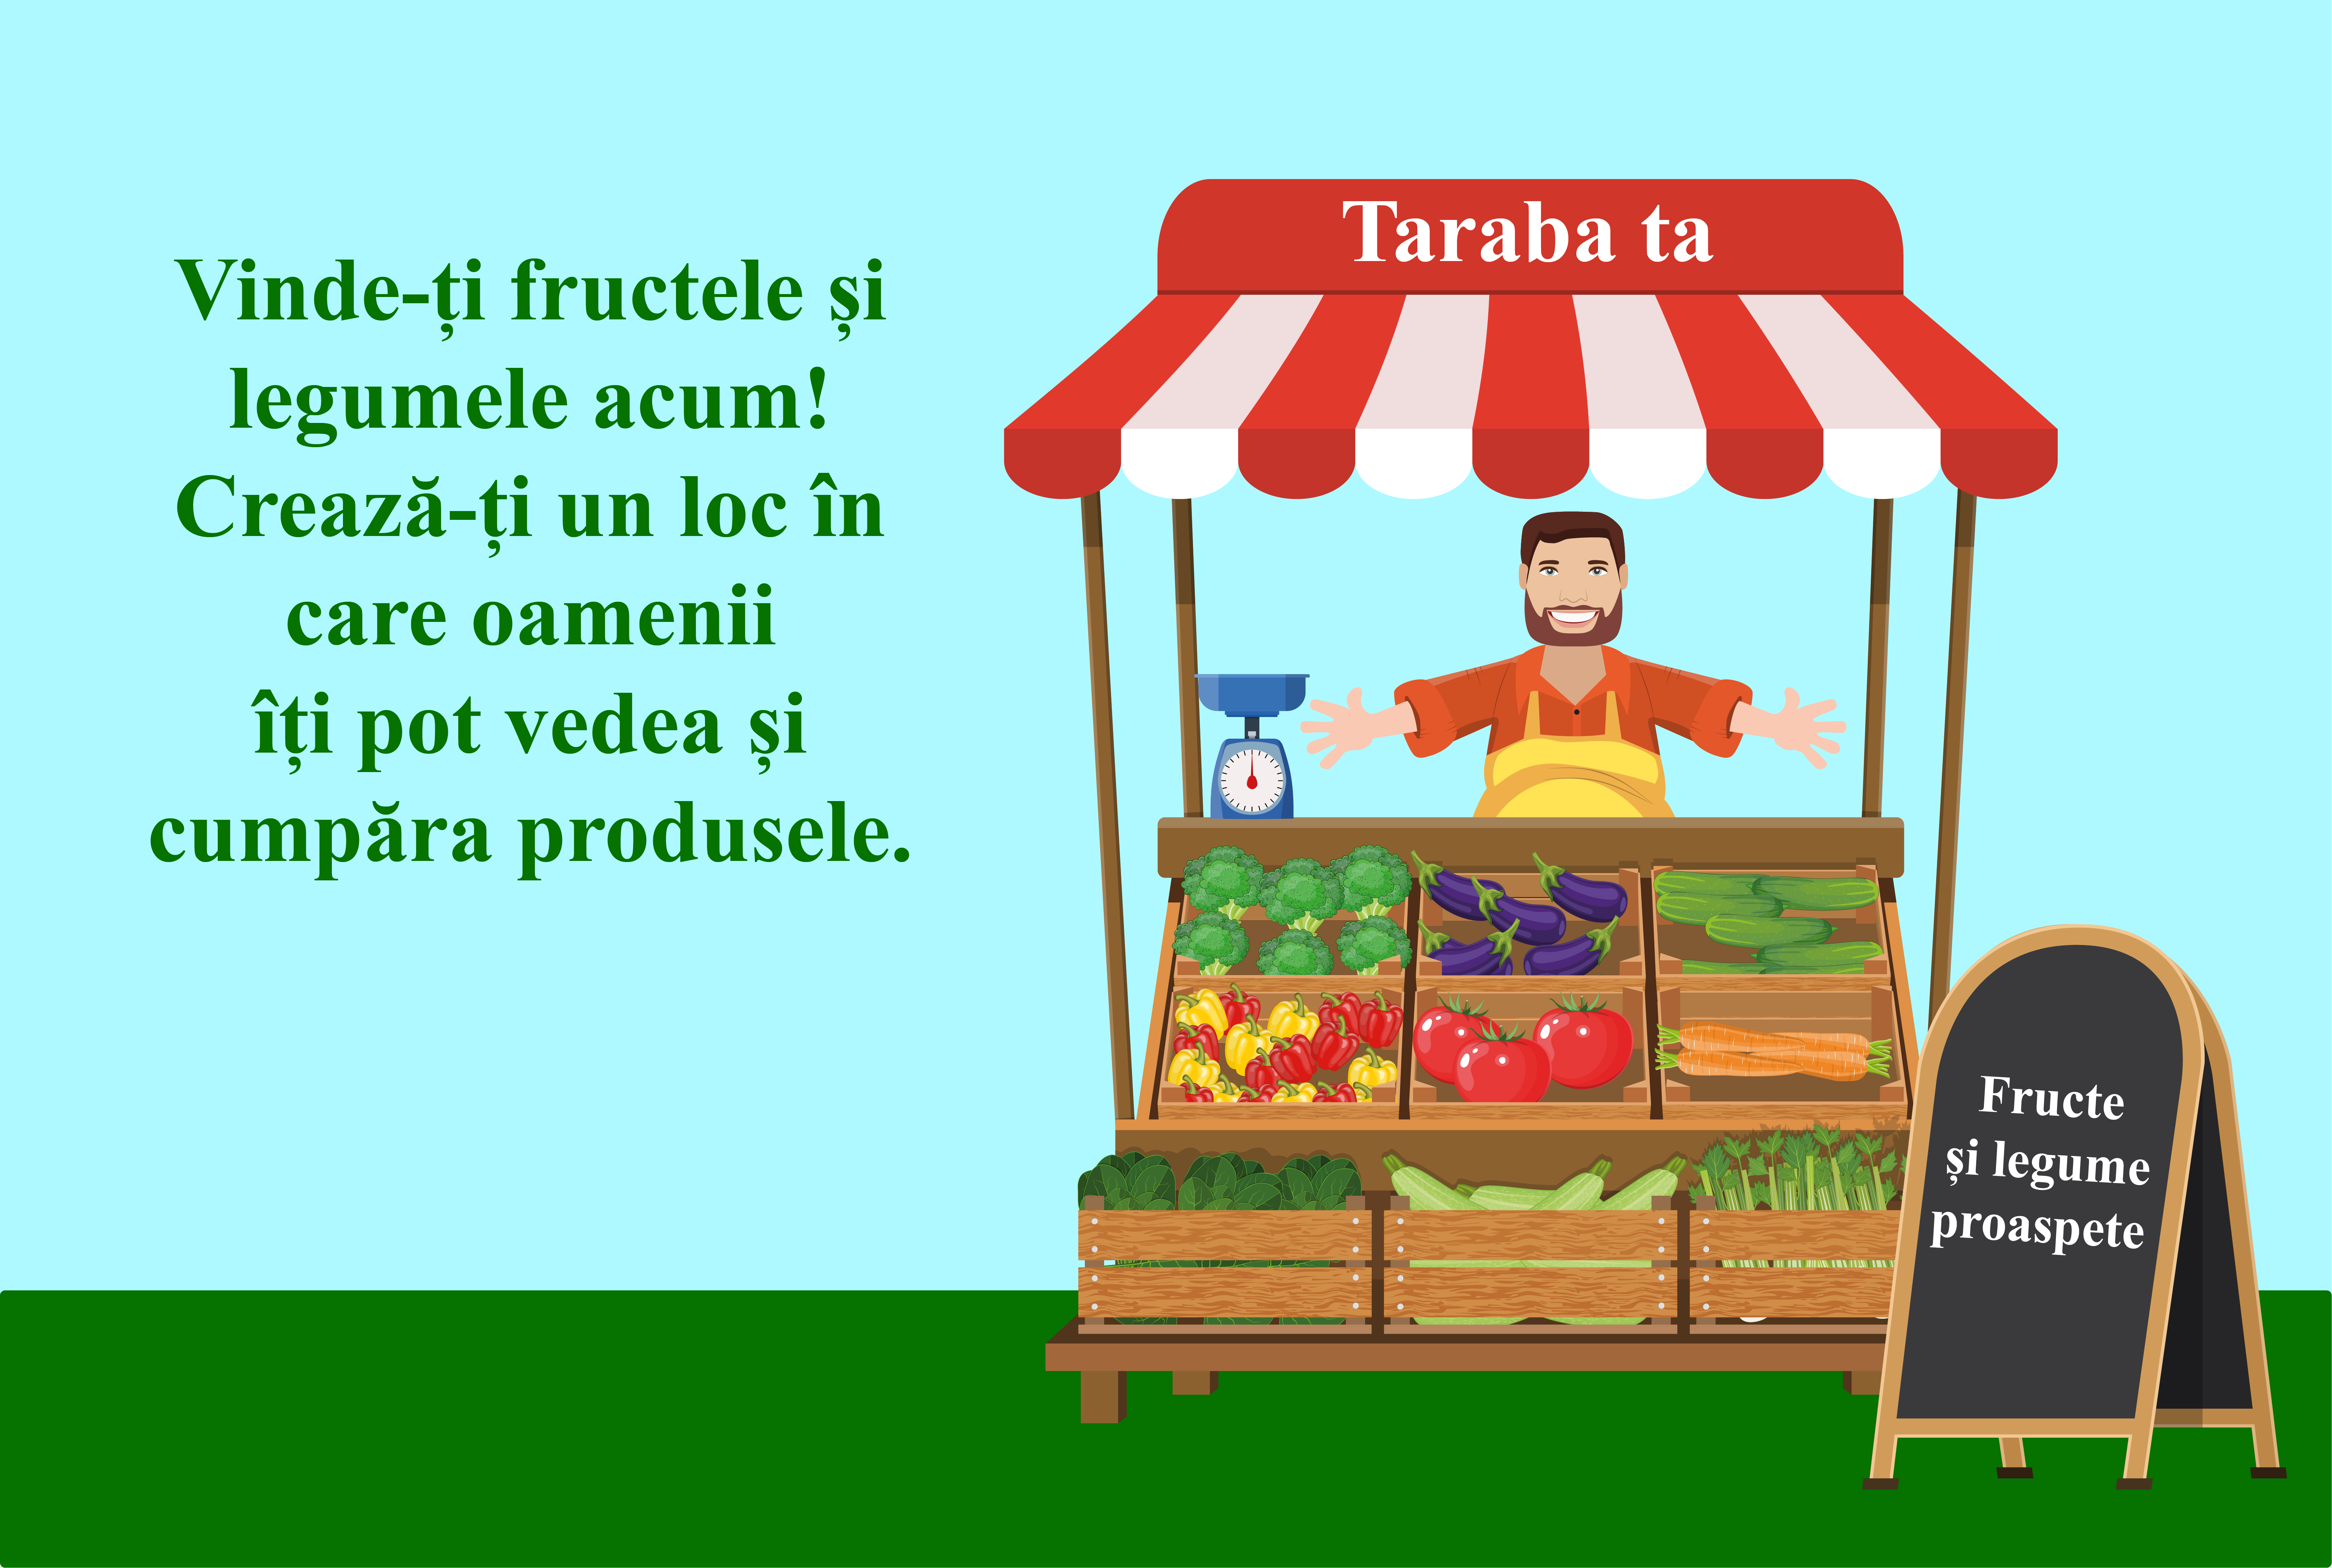 Vinde-ți fructele și
legumele acum!
Crează-ți un loc în
care oamenii
îți pot vedea și
cumpăra produsele.
Taraba ta
Fructe
și legume
proaspete